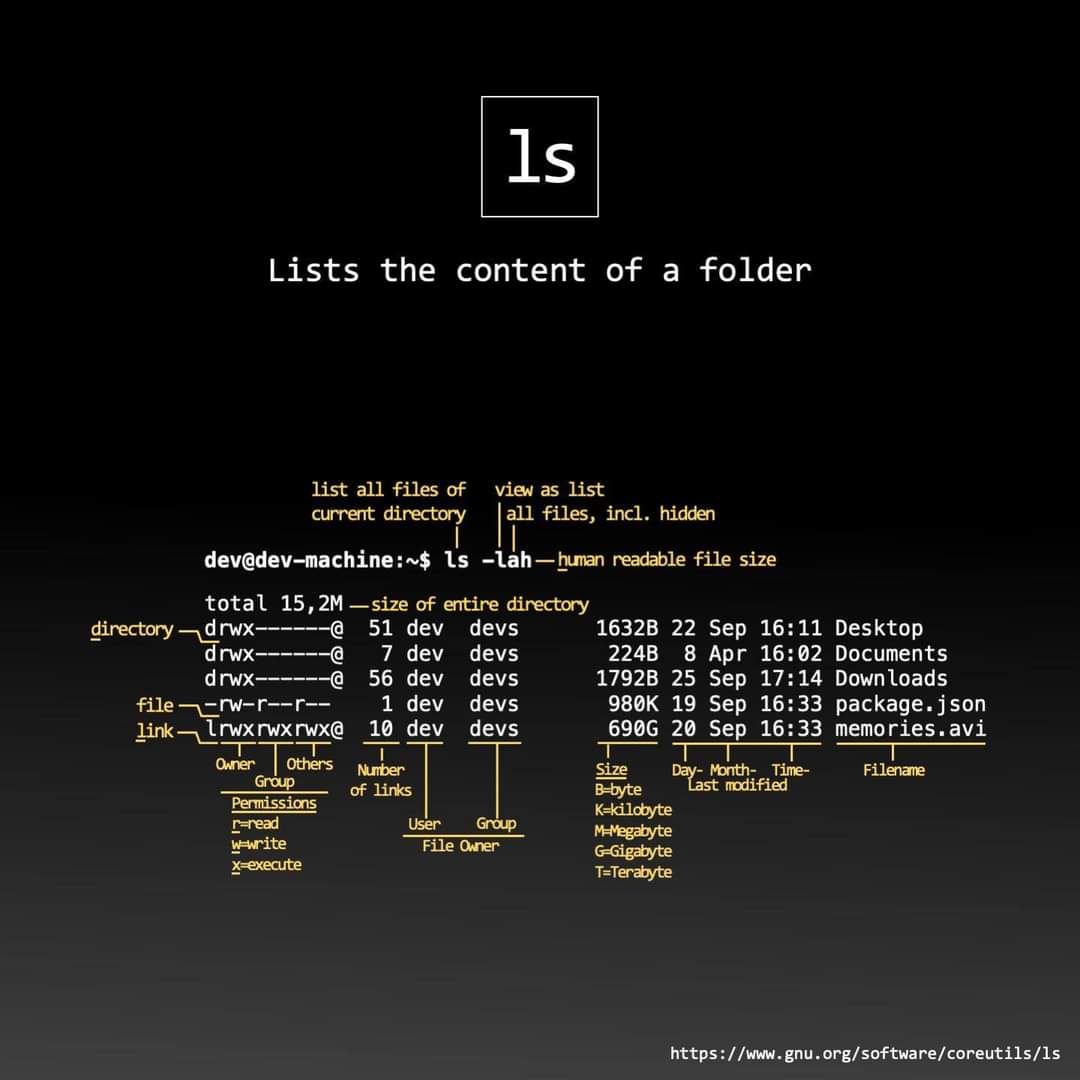 ls
Lists the content of a folder
list all files of
current directory
view as list
all files, incl. hidden
dev@dev-machine:~$ ls -lah
human readable file size
total 15,2M
size of entire directory
directory
drwx------@ 51 dev devs 1632B 22 Sep 16:11 Desktop
drwx------@ 7 dev devs 224B 8 Apr 16:02 Documents
drwx------@ 56 dev devs 1792B 25 Sep 17:14 Downloads
file
-rw-r--r-- 1 dev devs 980K 19 Sep 16:33 package.json
link
lrwxrwxrwx@ 10 dev devs 690G 20 Sep 16:33 memories.avi
Owner
Group
Others
Permissions
r=read
w=write
x=execute
Number
of links
User
Group
File Owner
Size
B=byte
K=kilobyte
M=Megabyte
G=Gigabyte
T=Terabyte
Day- Month- Time-
Last modified
Filename
https://www.gnu.org/software/coreutils/ls